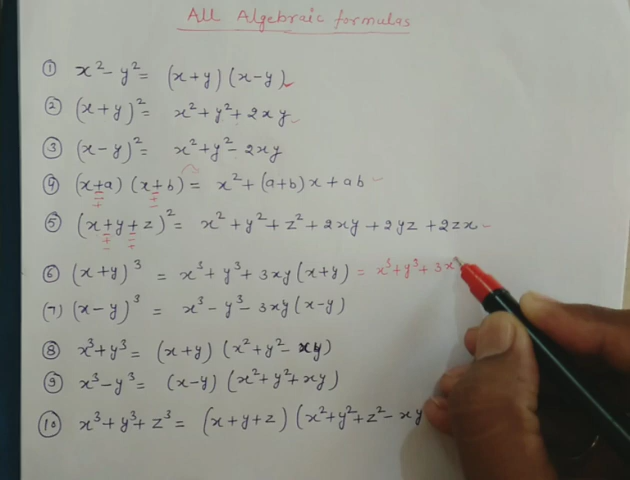 All Algebraic formulas
① x² - y² = (x+y) (x-y)
② (x+y)² = x² + y² + 2xy
③ (x-y)² = x² + y² - 2xy
④ (x+a) (x+b) = x² + (a+b)x + ab
⑤ (x+y+z)² = x² + y² + z² + 2xy + 2yz + 2zx
⑥ (x+y)³ = x³ + y³ + 3xy(x+y) = x³ + y³ + 3x
(7) (x-y)³ = x³ - y³ - 3xy(x-y)
⑧ x³ + y³ = (x+y) (x² + y² - xy)
⑨ x³ - y³ = (x-y) (x² + y² + xy)
⑩ x³ + y³ + z³ = (x+y+z) (x² + y² + z² - xy